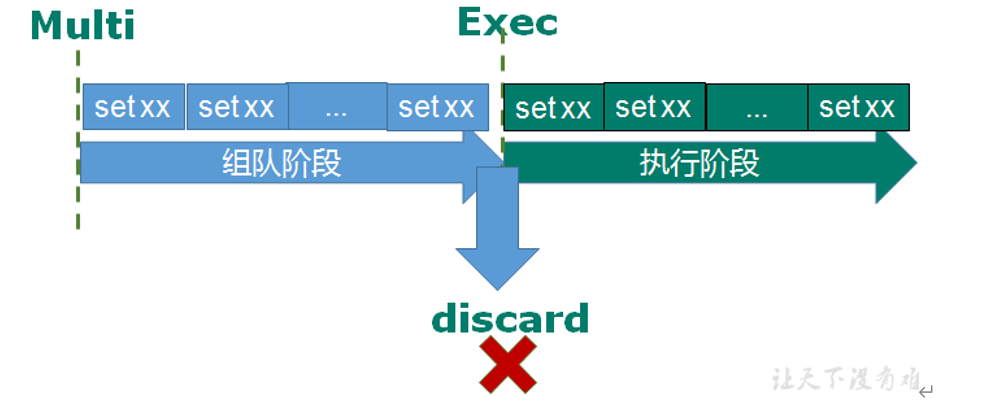 Multi
Exec
set xx set xx ... set xx
set xx set xx ... set xx
组队阶段
执行阶段
discard
让天下没有难